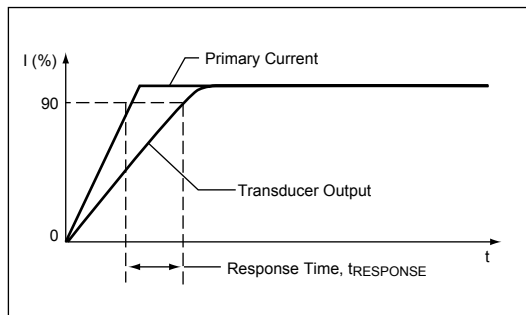 I (%)
Primary Current
90
Transducer Output
0
t
Response Time, tRESPONSE